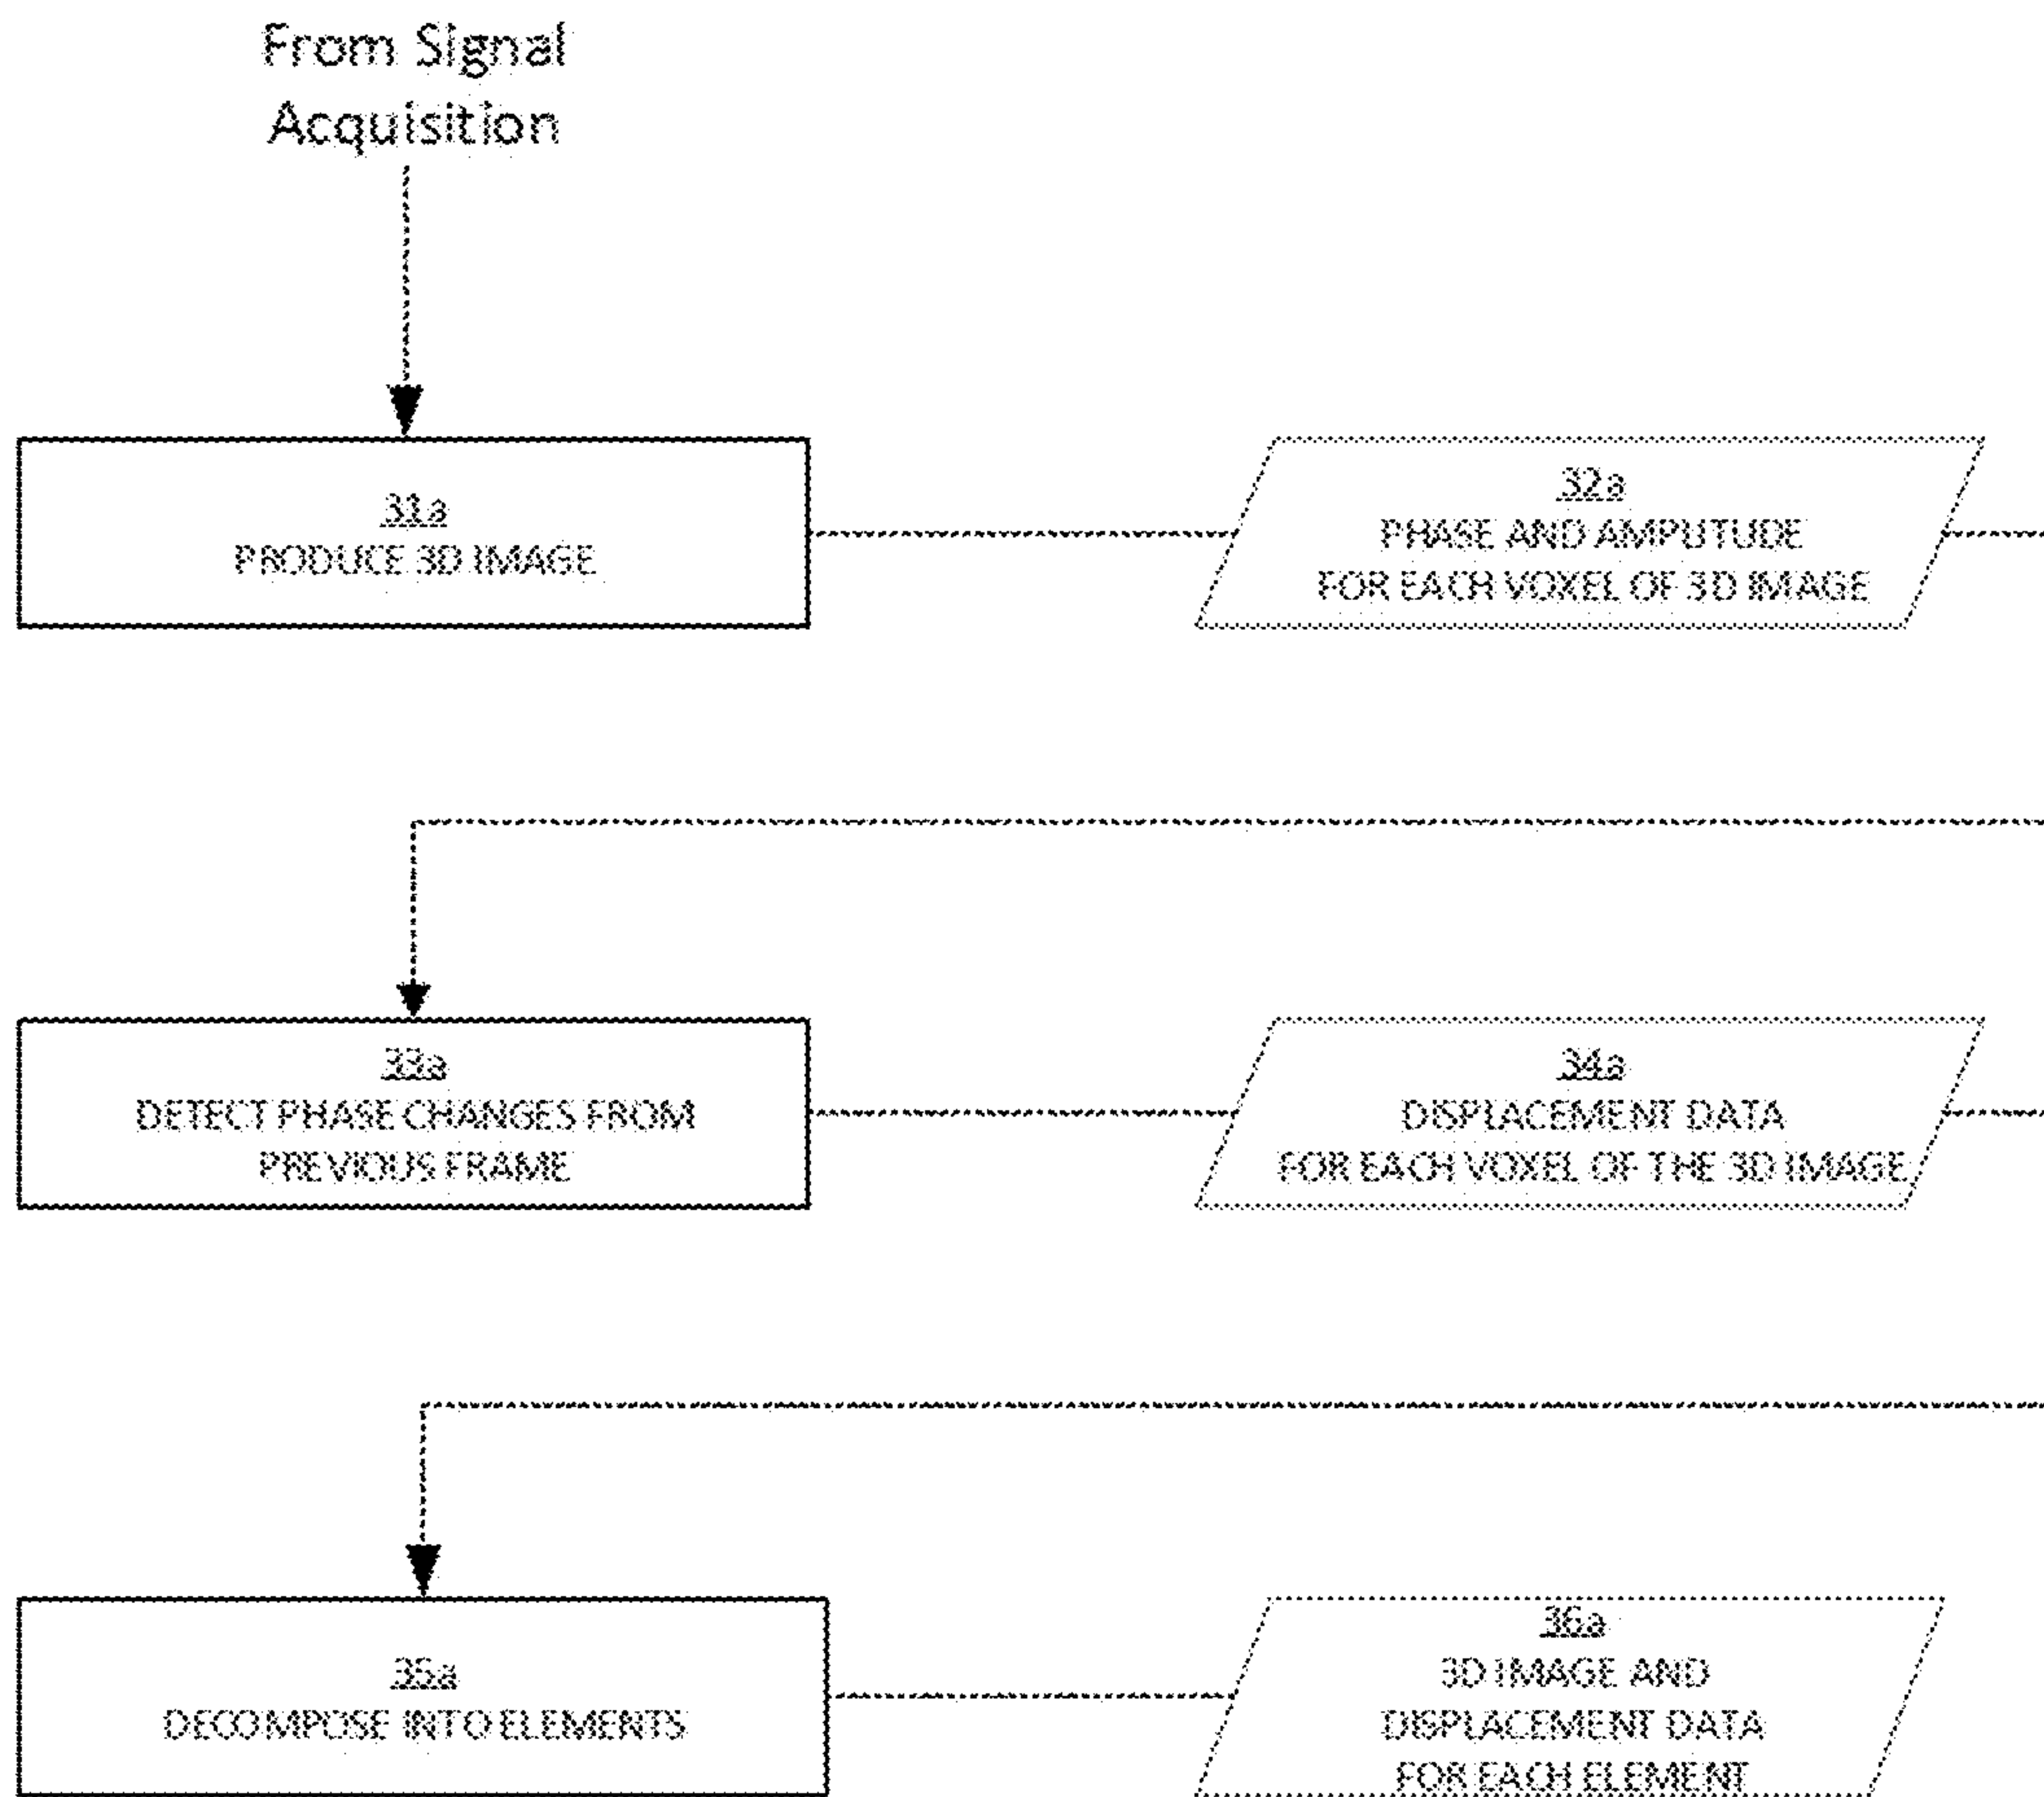 From Signal
Acquisition
31a
PRODUCE 3D IMAGE
32a
PHASE AND AMPUTUDE
FOR EACH VOXEL OF 3D IMAGE
33a
DETECT PHASE CHANGES FROM
PREVIOUS FRAME
34a
DISPLACEMENT DATA
FOR EACH VOXEL OF THE 3D IMAGE
35a
DECOMPOSE INTO ELEMENTS
36a
3D IMAGE AND
DISPLACEMENT DATA
FOR EACH ELEMENT